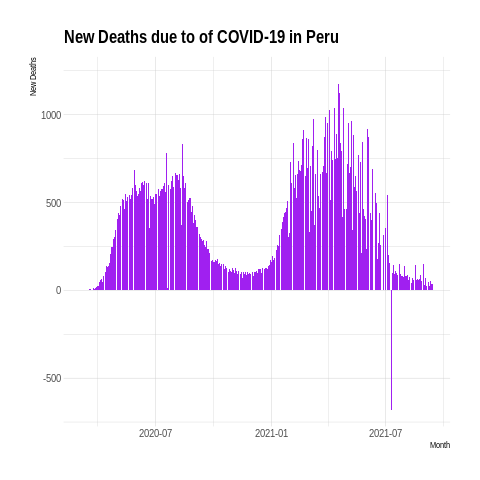 New Deaths due to of COVID-19 in Peru
New Deaths
1000
500
0
-500
2020-07
2021-01
2021-07
Month